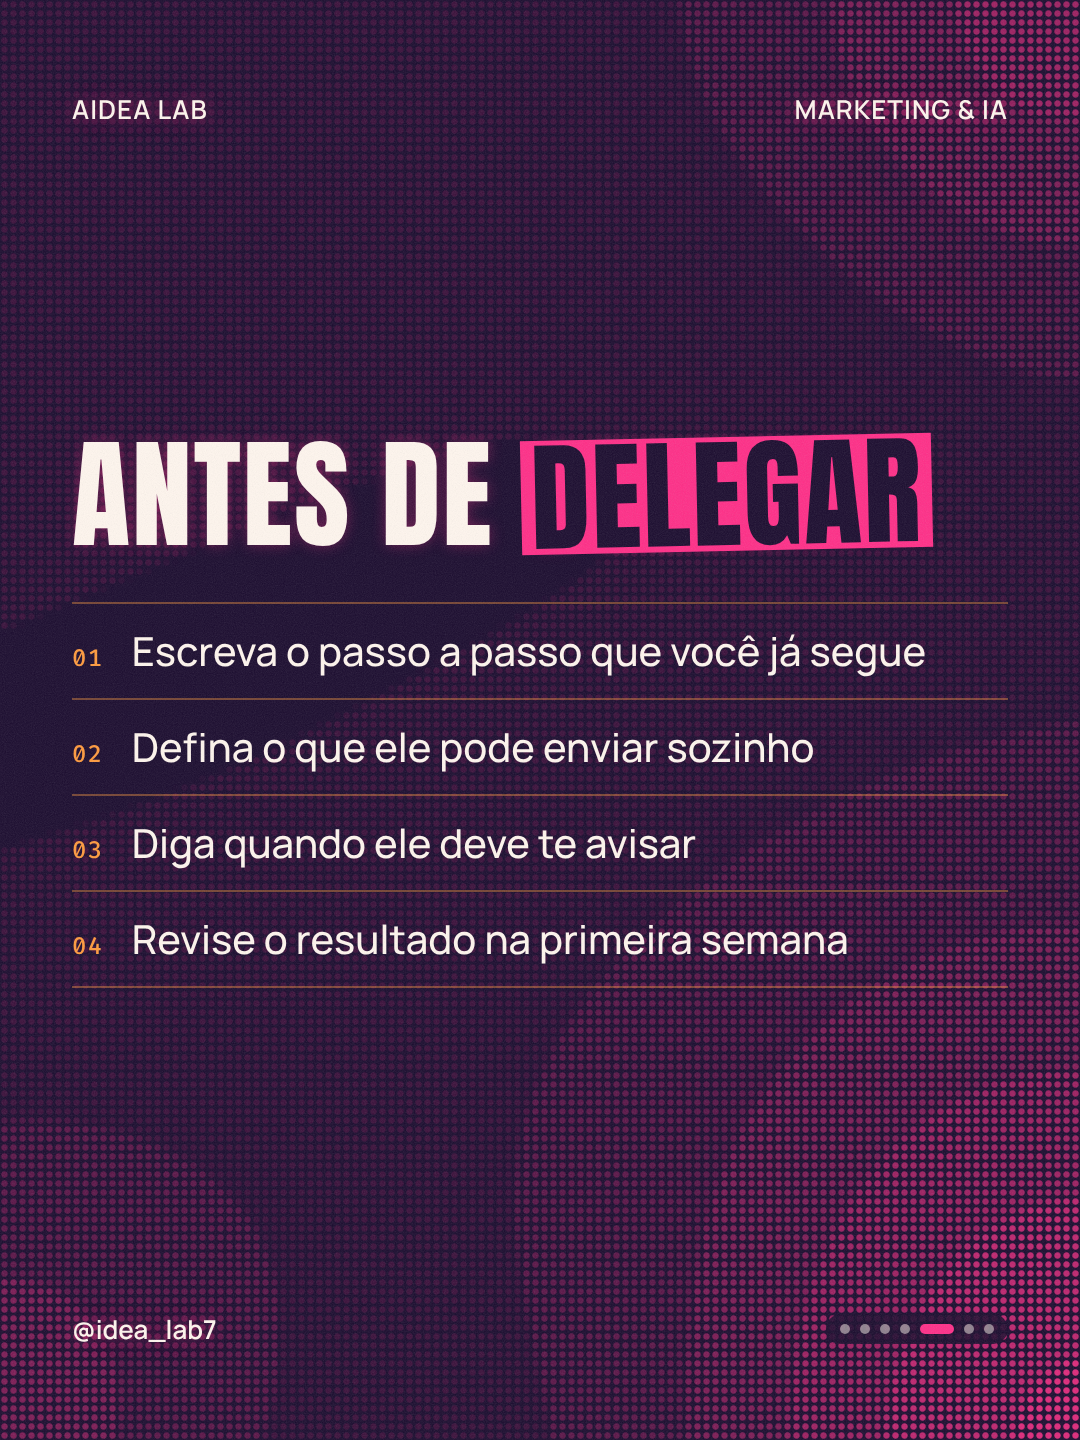 AIDEA LAB
MARKETING & IA
ANTES DE DELEGAR
01 Escreva o passo a passo que você já segue
02 Defina o que ele pode enviar sozinho
03 Diga quando ele deve te avisar
04 Revise o resultado na primeira semana
@idea_lab7